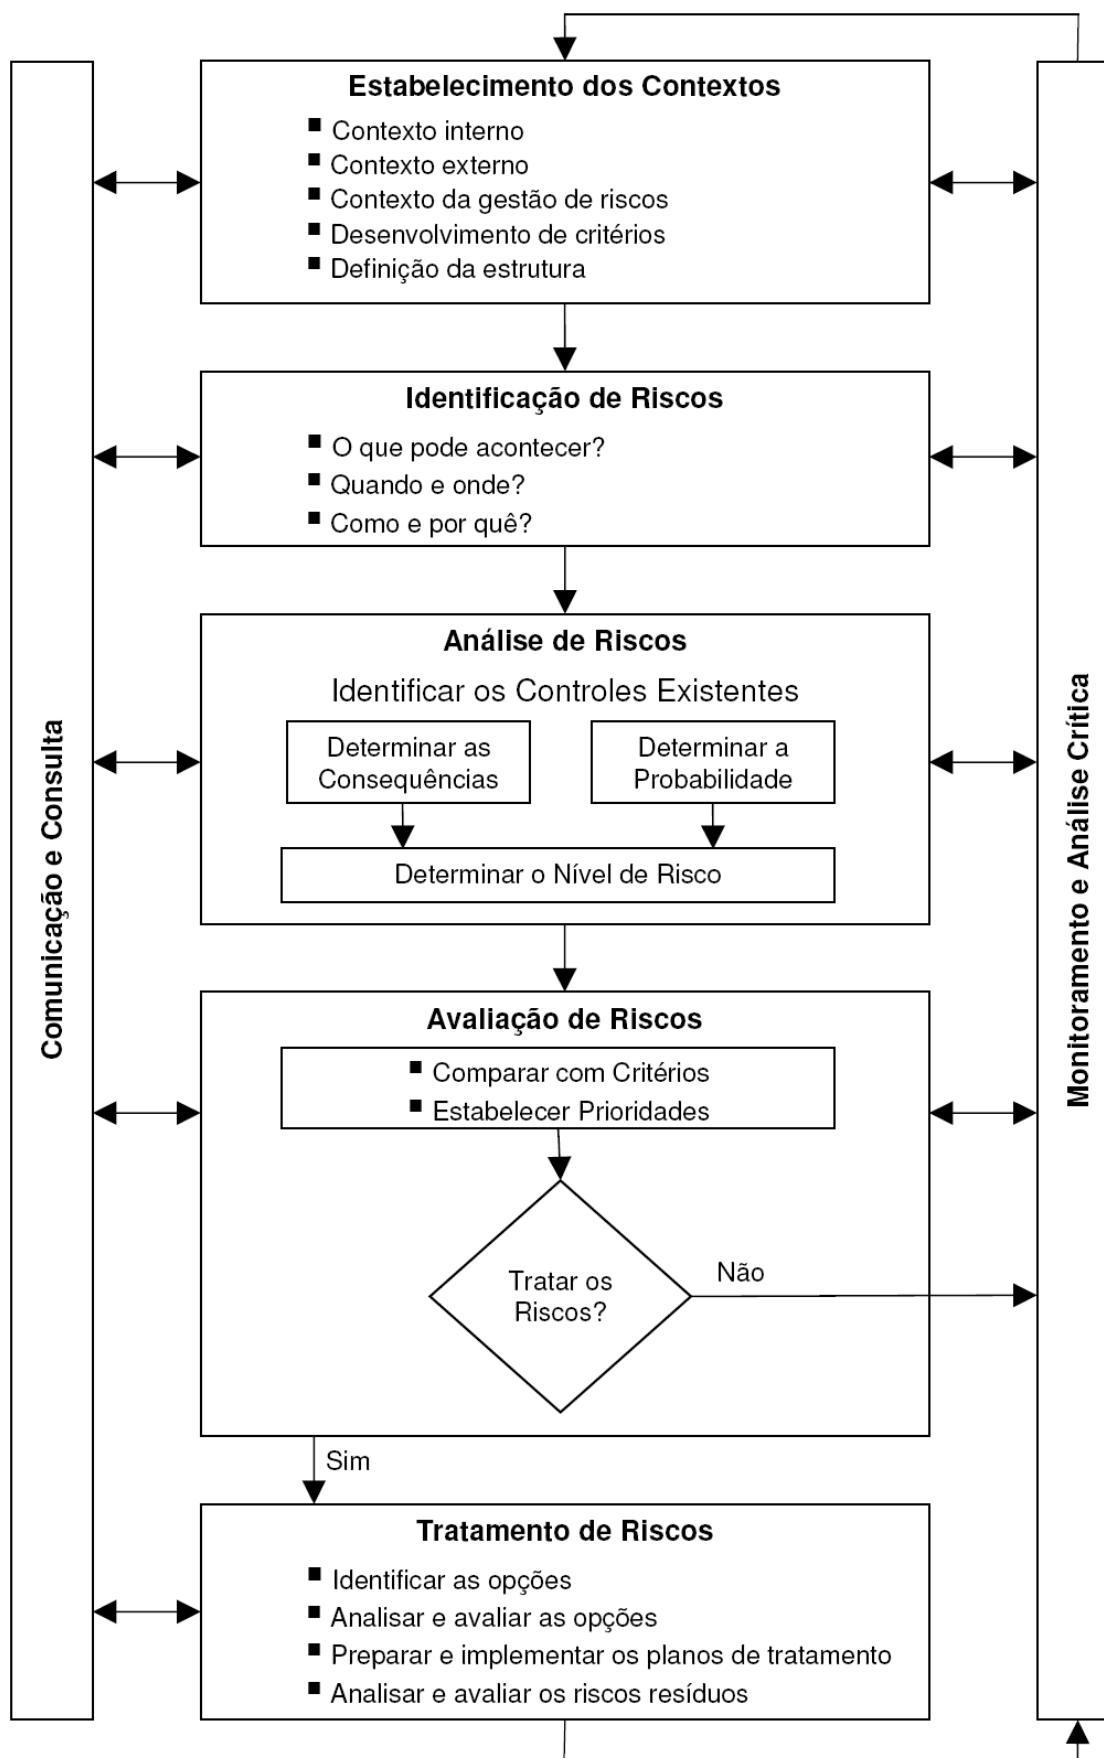 Estabelecimento dos Contextos
▪ Contexto interno
▪ Contexto externo
▪ Contexto da gestão de riscos
▪ Desenvolvimento de critérios
▪ Definição da estrutura
Identificação de Riscos
▪ O que pode acontecer?
▪ Quando e onde?
▪ Como e por quê?
Análise de Riscos
Identificar os Controles Existentes
Determinar as
Consequências
Determinar a
Probabilidade
Determinar o Nível de Risco
Avaliação de Riscos
▪ Comparar com Critérios
▪ Estabelecer Prioridades
Tratar os
Riscos?
Não
Sim
Tratamento de Riscos
▪ Identificar as opções
▪ Analisar e avaliar as opções
▪ Preparar e implementar os planos de tratamento
▪ Analisar e avaliar os riscos resíduos
Comunicação e Consulta
Monitoramento e Análise Crítica